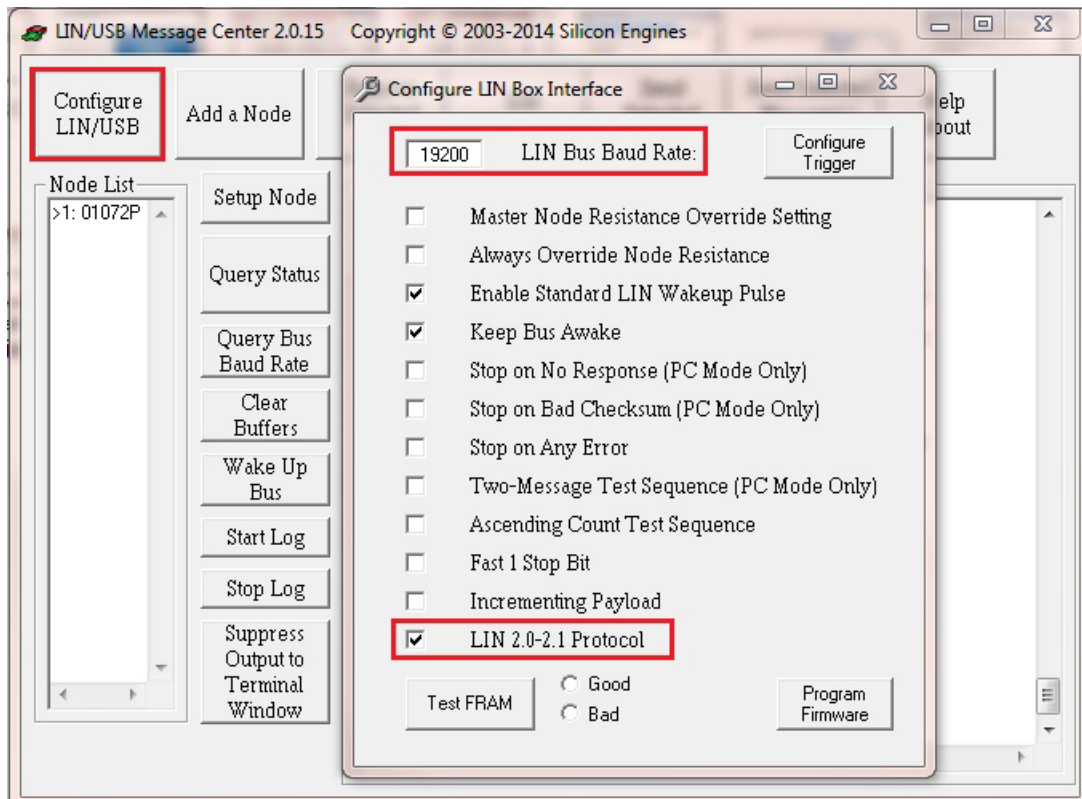 LIN/USB Message Center 2.0.15    Copyright © 2003-2014 Silicon Engines
Configure
LIN/USB
Add a Node
elp
bout
Node List
>1: 01072P
Setup Node
Query Status
Query Bus
Baud Rate
Clear
Buffers
Wake Up
Bus
Start Log
Stop Log
Suppress
Output to
Terminal
Window
Configure LIN Box Interface
19200 LIN Bus Baud Rate:
Configure
Trigger
Master Node Resistance Override Setting
Always Override Node Resistance
Enable Standard LIN Wakeup Pulse
Keep Bus Awake
Stop on No Response (PC Mode Only)
Stop on Bad Checksum (PC Mode Only)
Stop on Any Error
Two-Message Test Sequence (PC Mode Only)
Ascending Count Test Sequence
Fast 1 Stop Bit
Incrementing Payload
LIN 2.0-2.1 Protocol
Test FRAM
Good
Bad
Program
Firmware